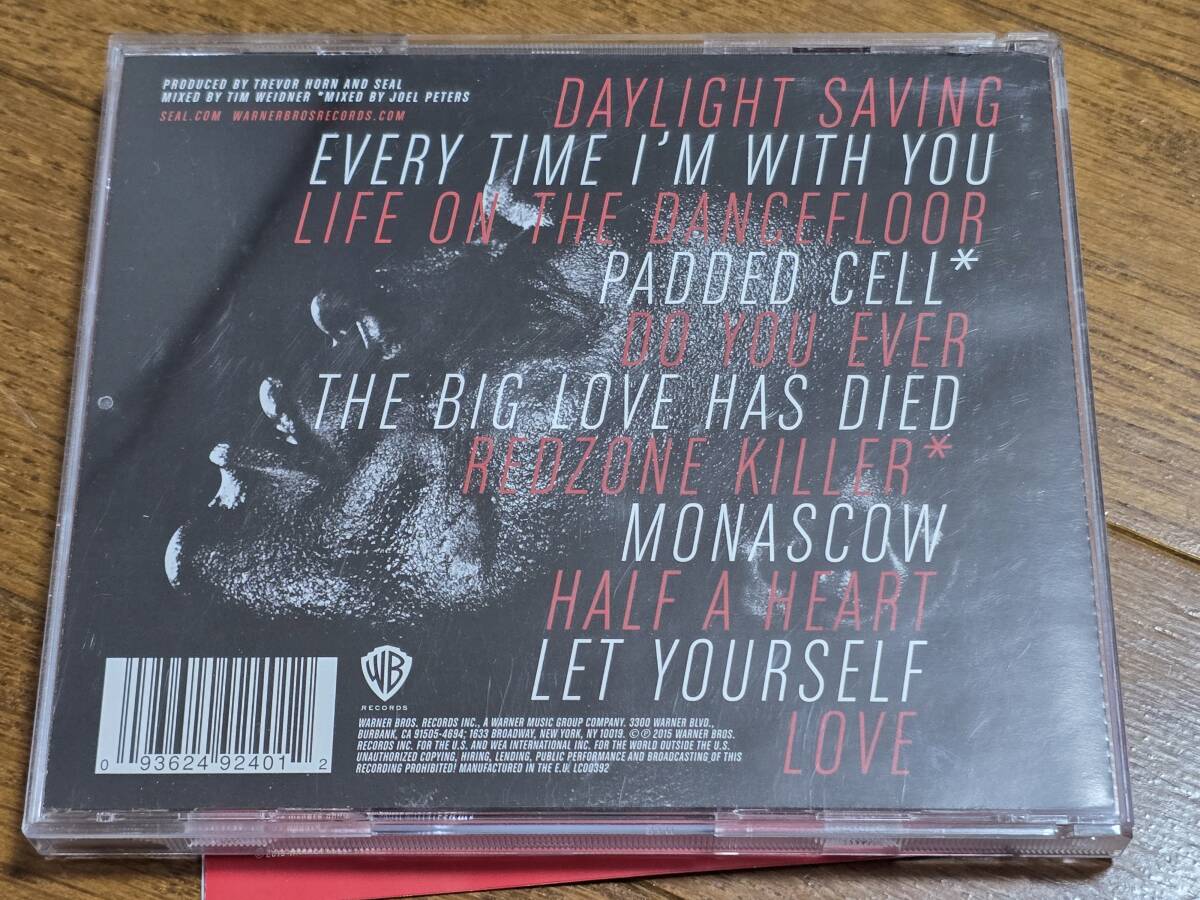 PRODUCED BY TREVOR HORN AND SEAL
MIXED BY TIM WEIDNER *MIXED BY JOEL PETERS
SEAL.COM WARNERBROSRECORDS.COM
DAYLIGHT SAVING
EVERY TIME I'M WITH YOU
LIFE ON THE DANCEFLOOR
PADDED CELL*
DO YOU EVER
THE BIG LOVE HAS DIED
REDZONE KILLER*
MONASCOW
HALF A HEART
LET YOURSELF
LOVE
0 93624 92401 2
WB
RECORDS
WARNER BROS. RECORDS INC., A WARNER MUSIC GROUP COMPANY. 3300 WARNER BLVD.,
BURBANK, CA 91505-4694; 1633 BROADWAY, NEW YORK, NY 10019. © ℗ 2015 WARNER BROS.
RECORDS INC. FOR THE U.S. AND WEA INTERNATIONAL INC. FOR THE WORLD OUTSIDE THE U.S.
UNAUTHORIZED COPYING, HIRING, LENDING, PUBLIC PERFORMANCE AND BROADCASTING OF THIS
RECORDING PROHIBITED! MANUFACTURED IN THE E.U. LC00392